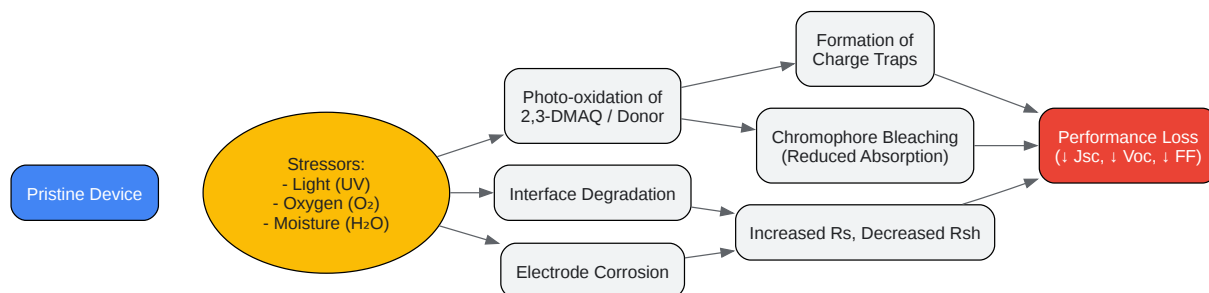 Pristine Device
Stressors:
- Light (UV)
- Oxygen (O₂)
- Moisture (H₂O)
Photo-oxidation of
2,3-DMAQ / Donor
Interface Degradation
Electrode Corrosion
Formation of
Charge Traps
Chromophore Bleaching
(Reduced Absorption)
Increased Rs, Decreased Rsh
Performance Loss
(↓ Jsc, ↓ Voc, ↓ FF)